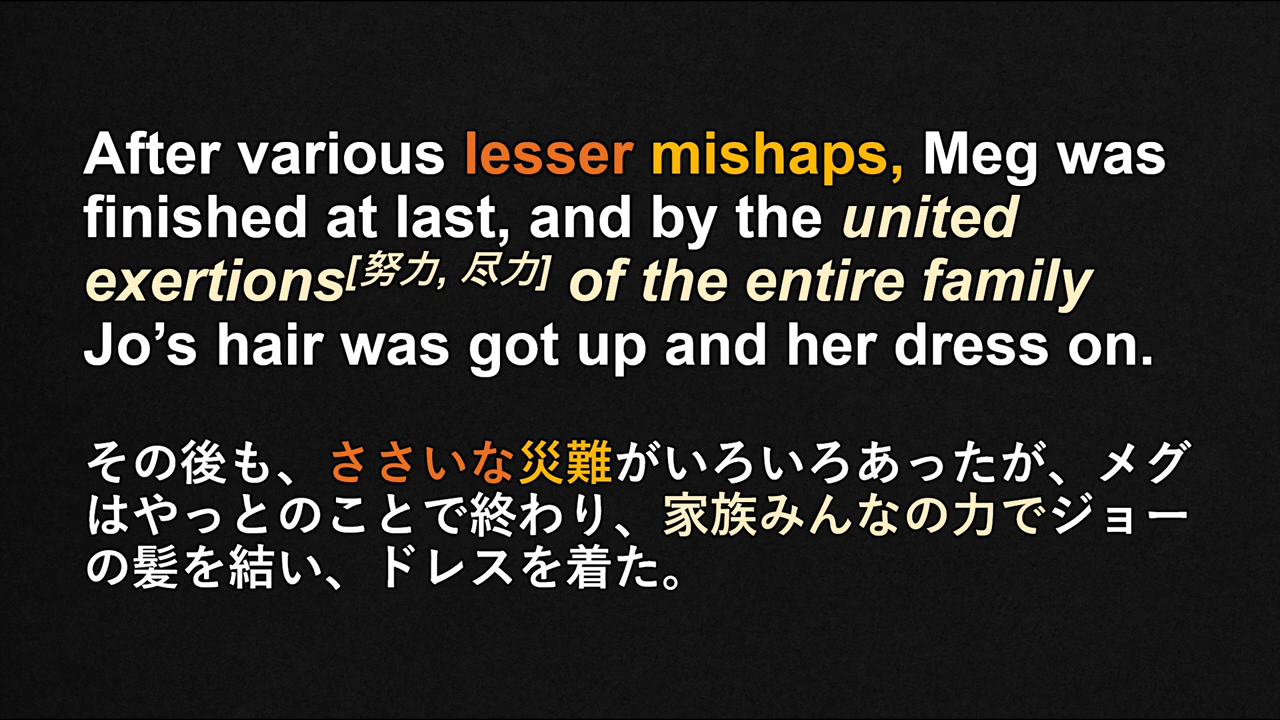 After various lesser mishaps, Meg was
finished at last, and by the united
exertions[努力, 尽力] of the entire family
Jo’s hair was got up and her dress on.
その後も、ささいな災難がいろいろあったが、メグ
はやっとのことで終わり、家族みんなの力でジョー
の髪を結い、ドレスを着た。